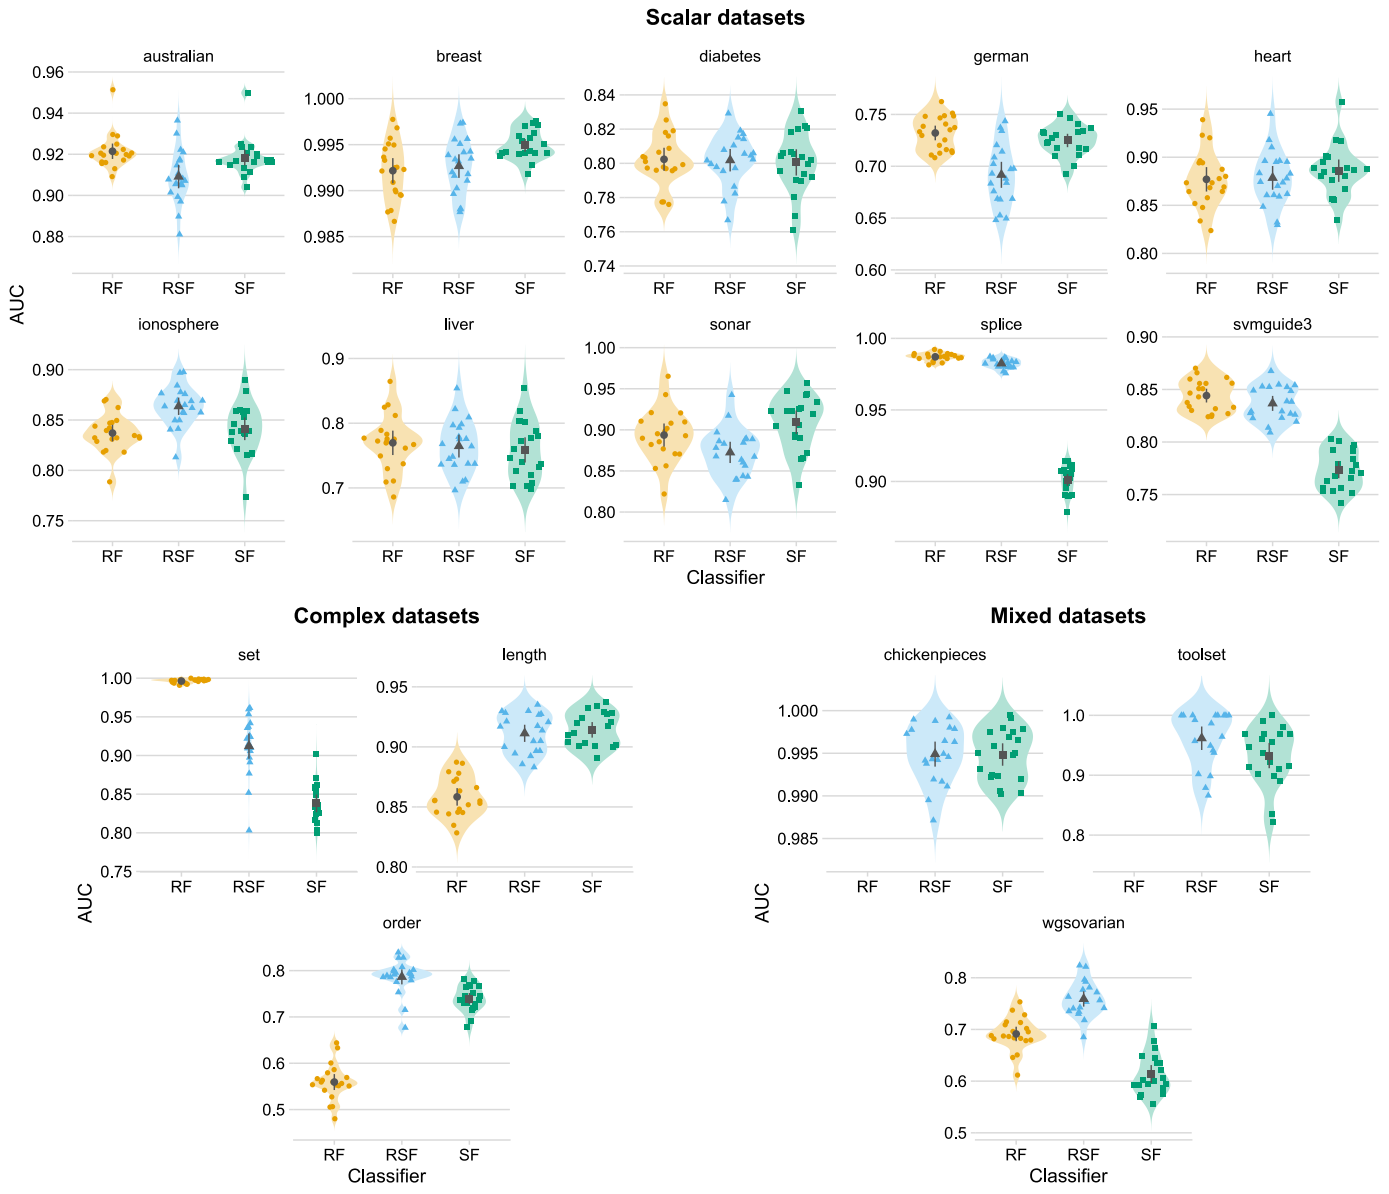 Scalar datasets
australian breast diabetes german heart
0.96 0.94 0.92 0.90 0.88
1.000 0.995 0.990 0.985
0.84 0.82 0.80 0.78 0.76 0.74
0.75 0.70 0.65 0.60
0.95 0.90 0.85 0.80
RF RSF SF RF RSF SF RF RSF SF RF RSF SF RF RSF SF
AUC
ionosphere liver sonar splice svmguide3
0.90 0.85 0.80 0.75
0.9 0.8 0.7
1.00 0.95 0.90 0.85 0.80
1.00 0.95 0.90
0.90 0.85 0.80 0.75
RF RSF SF RF RSF SF RF RSF SF RF RSF SF RF RSF SF
Classifier
Complex datasets
set length
1.00 0.95 0.90 0.85 0.80 0.75
0.95 0.90 0.85 0.80
RF RSF SF RF RSF SF
AUC
order
0.8 0.7 0.6 0.5
RF RSF SF
Classifier
Mixed datasets
chickenpieces toolset
1.000 0.995 0.990 0.985
1.0 0.9 0.8
RF RSF SF RF RSF SF
AUC
wgsovarian
0.8 0.7 0.6 0.5
RF RSF SF
Classifier